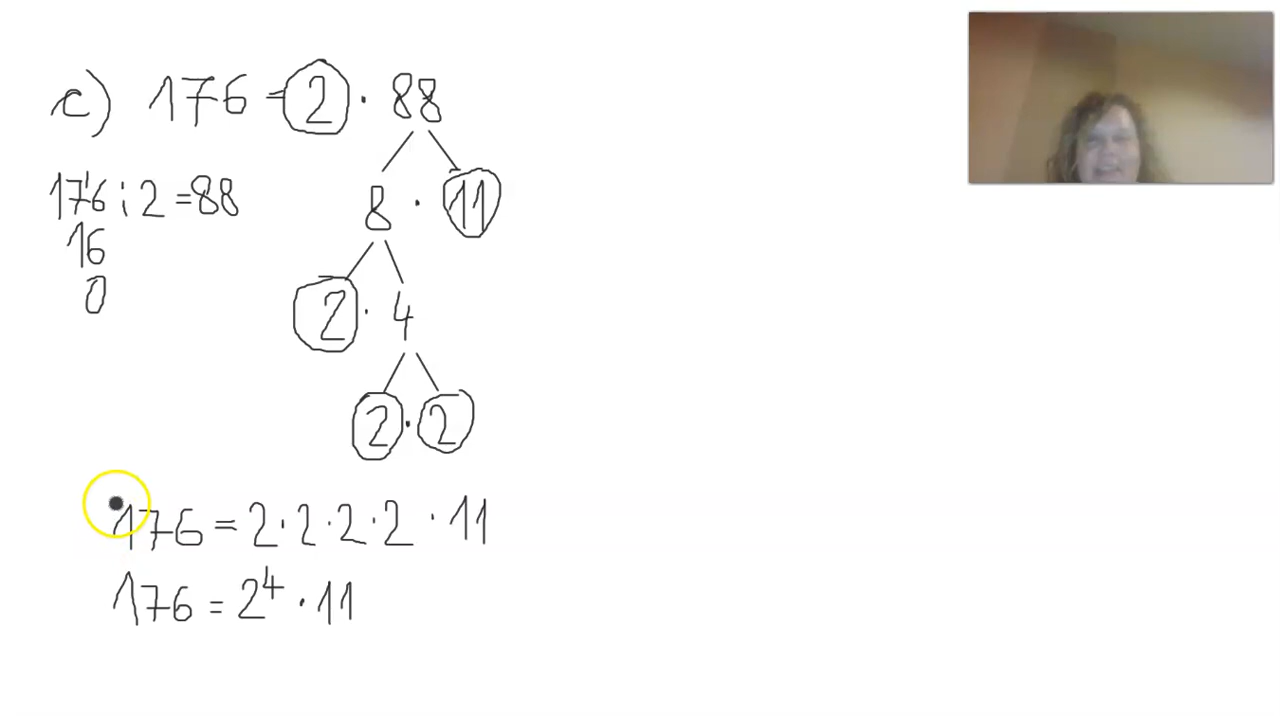 c) 176 = 2 · 88
176 : 2 = 88
16
0
8 · 11
2 · 4
2 · 2
176 = 2 · 2 · 2 · 2 · 11
176 = 2⁴ · 11